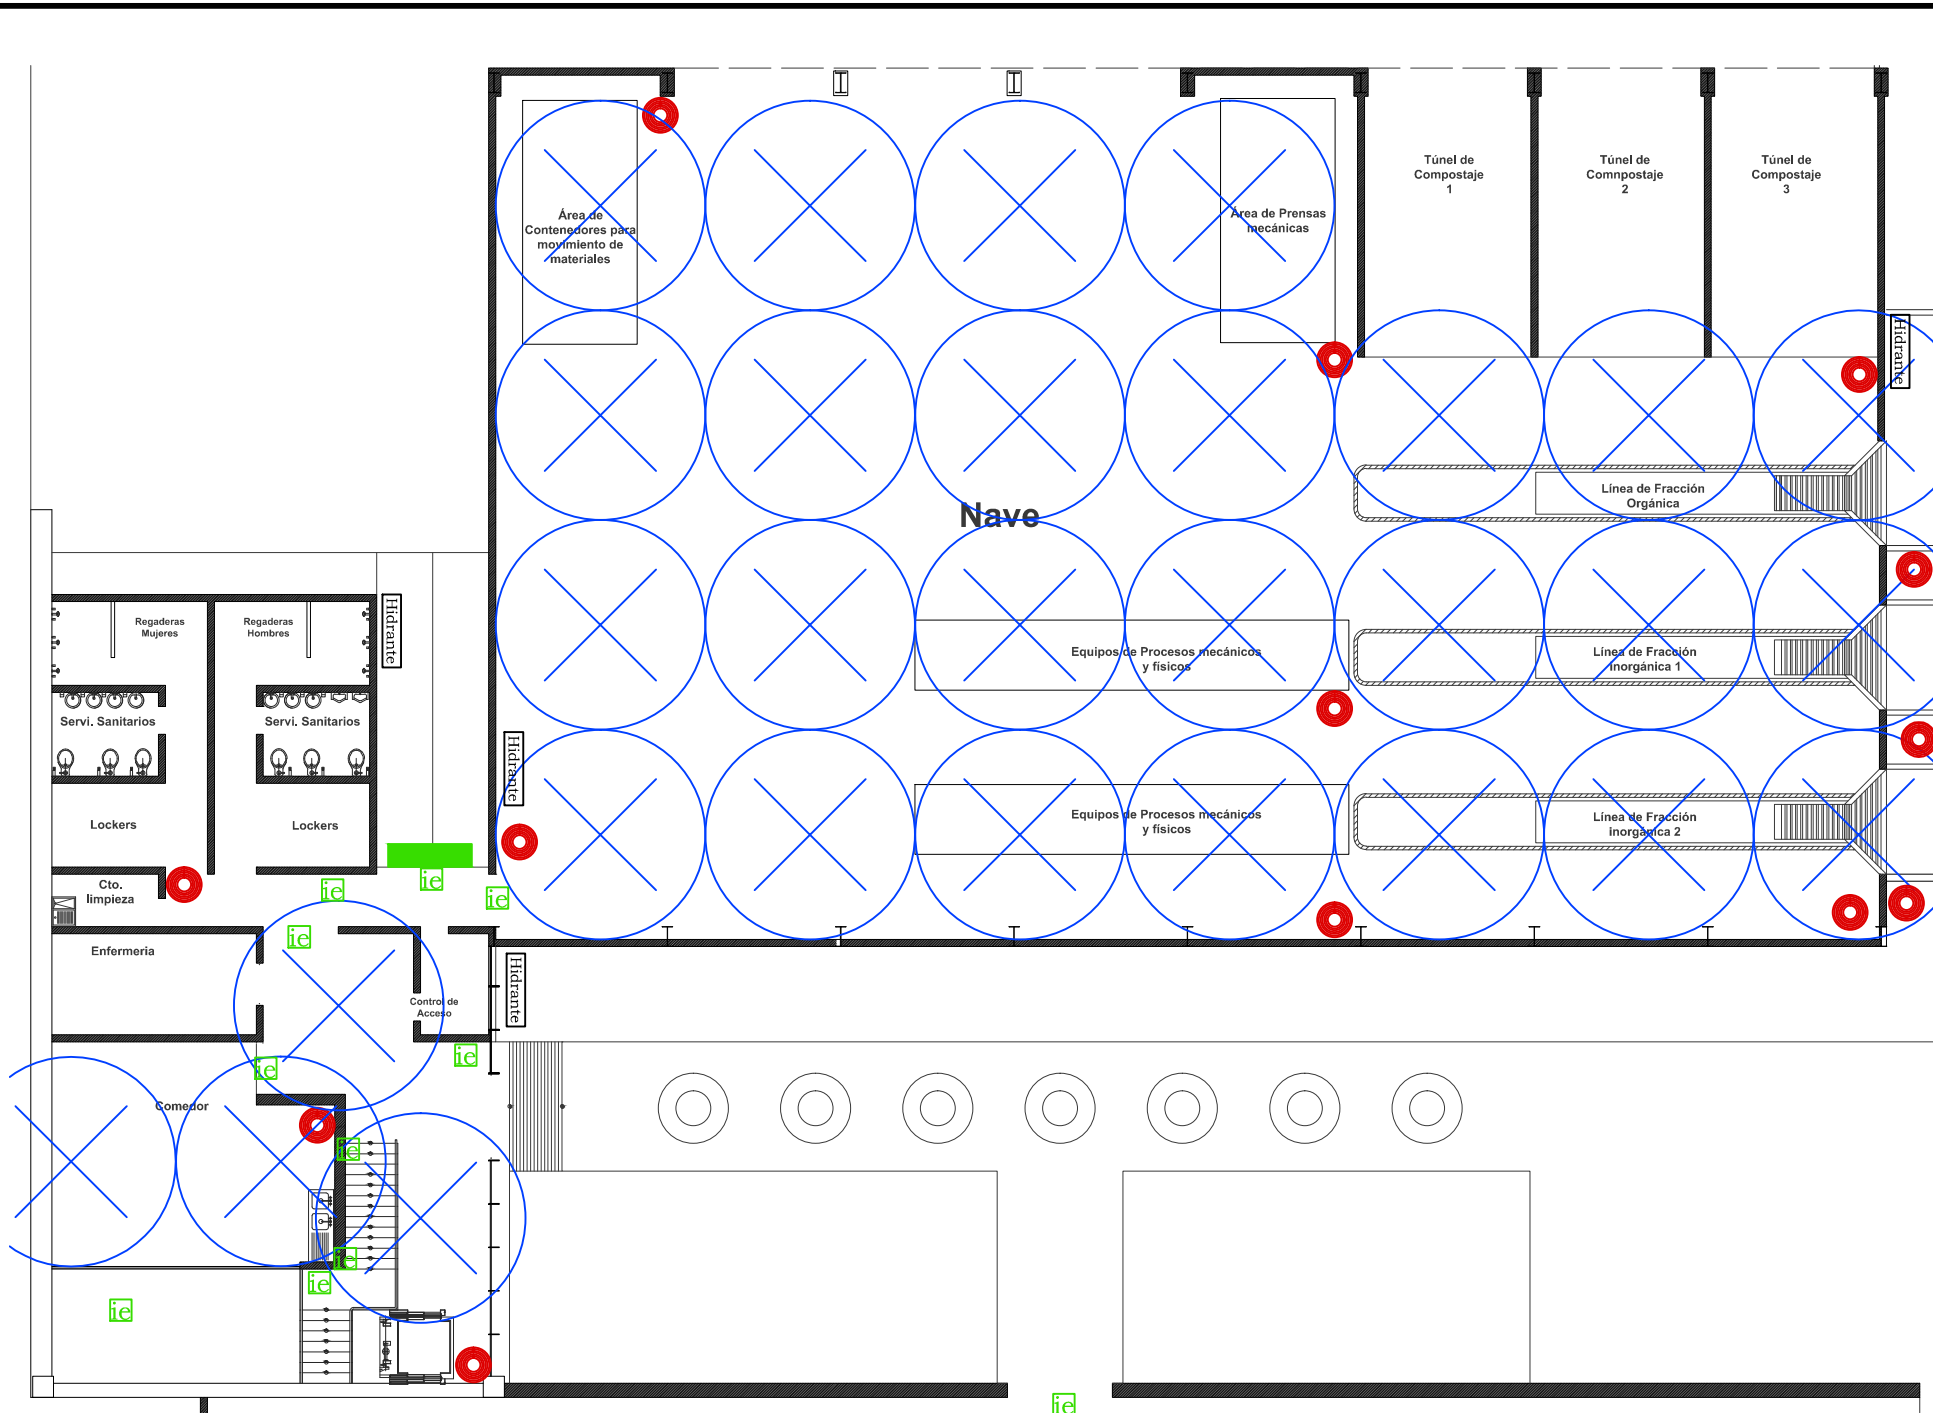 Túnel de
Compostaje
1
Túnel de
Comnpostaje
2
Túnel de
Compostaje
3
Área de
Contenedores para
movimiento de
materiales
Área de Prensas
mecánicas
Hidrante
Línea de Fracción
Orgánica
Nave
Hidrante
Regaderas
Mujeres
Regaderas
Hombres
Equipos de Procesos mecánicos
y físicos
Línea de Fracción
inorgánica 1
Servi. Sanitarios
Servi. Sanitarios
Hidrante
Equipos de Procesos mecánicos
y físicos
Línea de Fracción
inorgánica 2
Lockers
Lockers
Cto.
limpieza
ie
ie
ie
ie
Enfermeria
Hidrante
Control de
Acceso
ie
ie
Comedor
ie
ie
ie
ie
ie